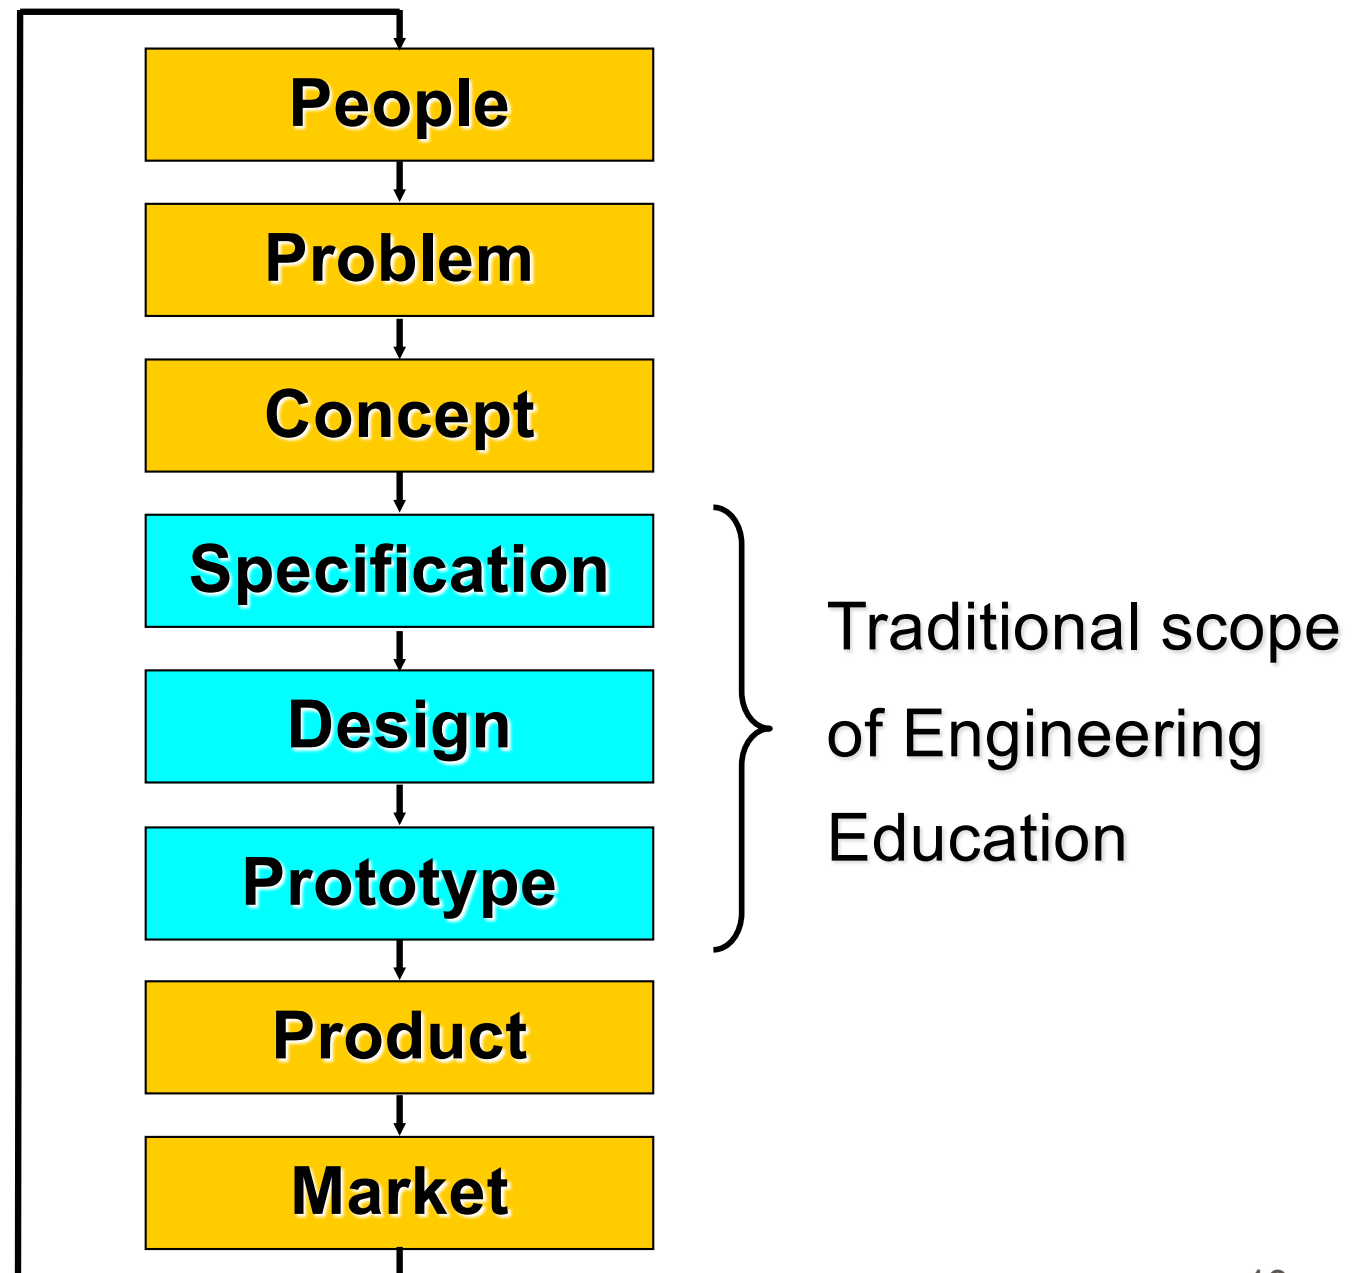 People
Problem
Concept
Specification
Design
Prototype
Product
Market
Traditional scope
of Engineering
Education